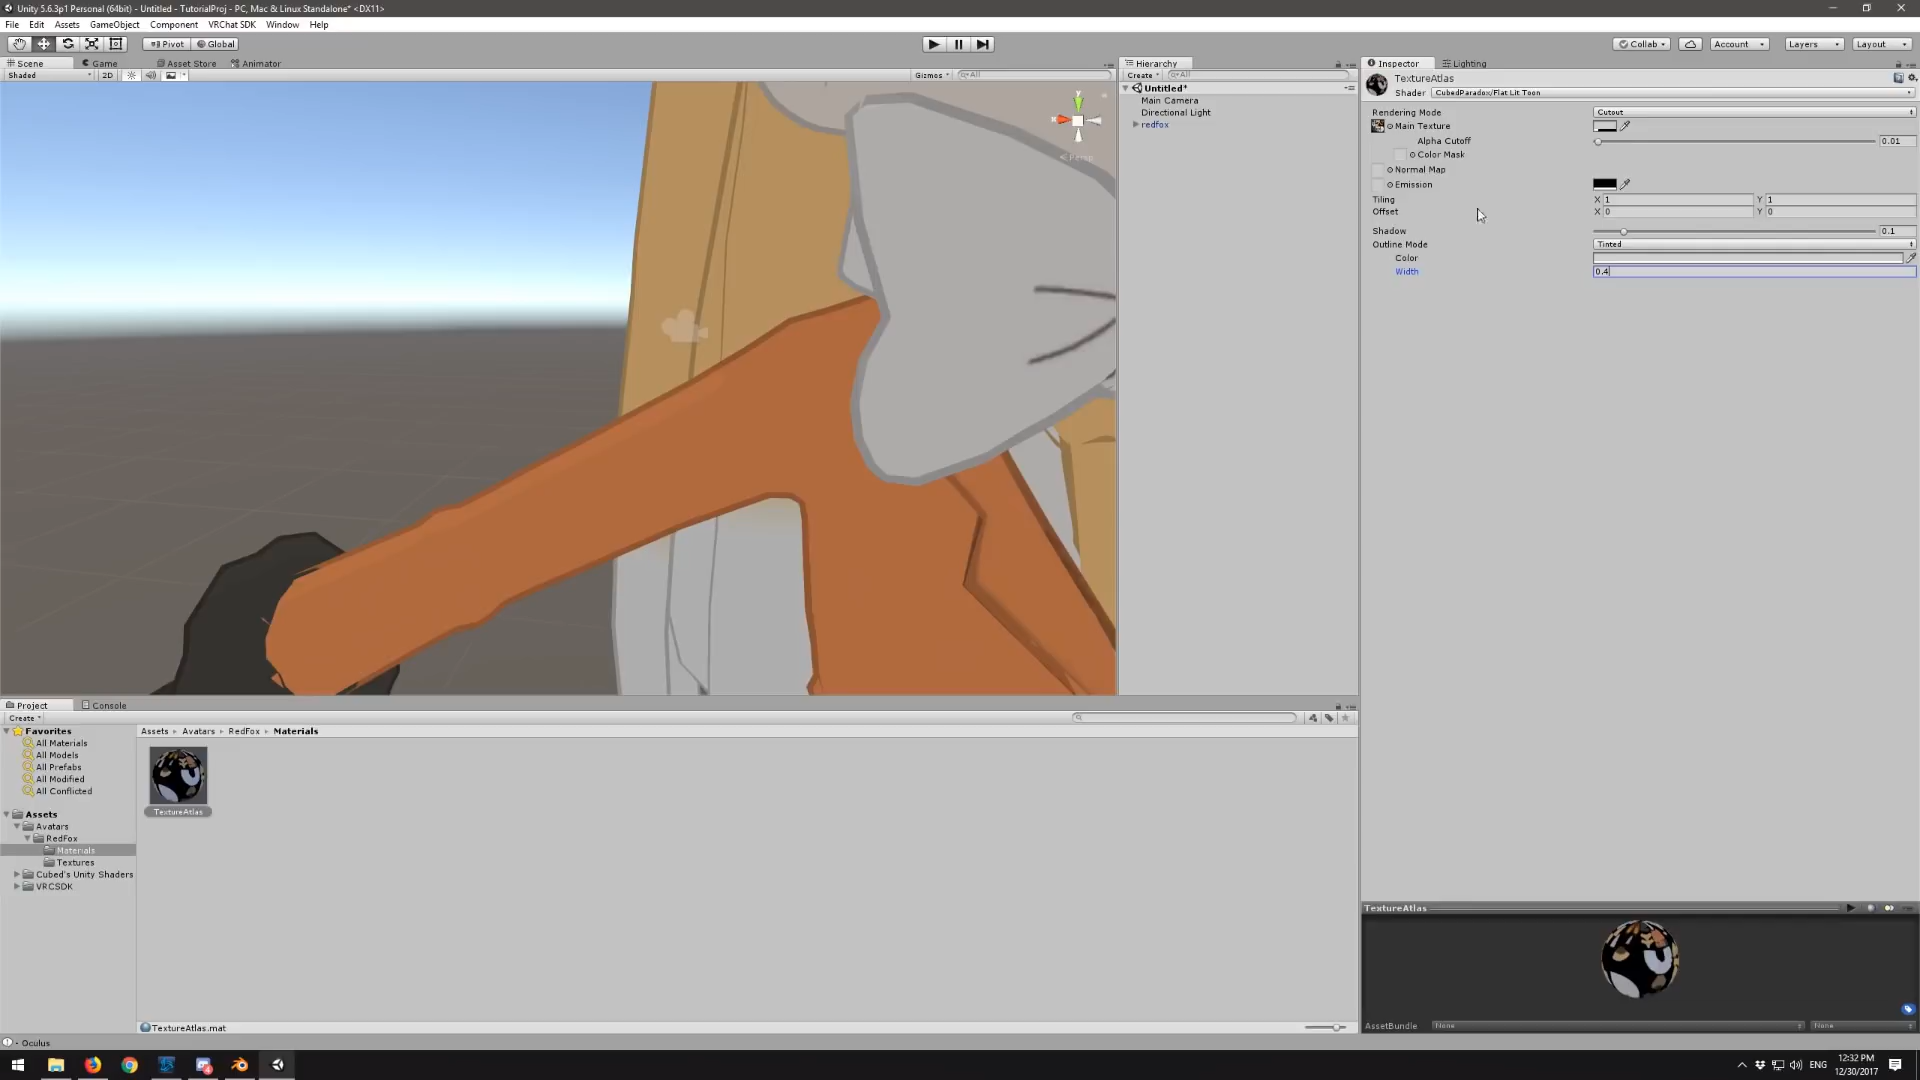 Unity 5.6.3p1 Personal (64bit) - Untitled - TutorialProj - PC, Mac & Linux Standalone* <DX11>
File Edit Assets GameObject Component VRChat SDK Window Help
Pivot Global Collab Account Layers Layout
Scene Game Asset Store Animator
Shaded 2D Gizmos All
Persp
Hierarchy
Create All
Untitled*
Main Camera
Directional Light
redfox
Inspector Lighting
TextureAtlas
Shader CubedParadox/Flat Lit Toon
Rendering Mode Cutout
Main Texture
Alpha Cutoff 0.01
Color Mask
Normal Map
Emission
Tiling X 1 Y 1
Offset X 0 Y 0
Shadow 0.1
Outline Mode Tinted
Color
Width 0.4
Project Console
Create
Favorites
All Materials
All Models
All Prefabs
All Modified
All Conflicted
Assets
Avatars
RedFox
Materials
Textures
Cubed's Unity Shaders
VRCSDK
Assets Avatars RedFox Materials
TextureAtlas
TextureAtlas.mat
TextureAtlas
AssetBundle None None
- Oculus
ENG
12:32 PM
12/30/2017